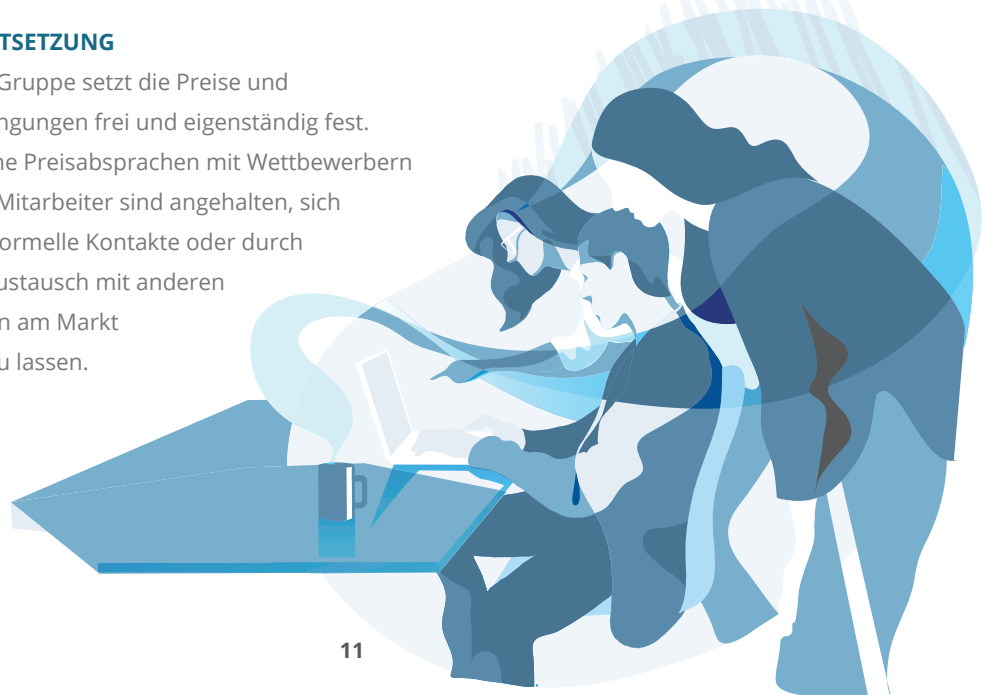 TSETZUNG
Gruppe setzt die Preise und
ngungen frei und eigenständig fest.
ne Preisabsprachen mit Wettbewerbern
Mitarbeiter sind angehalten, sich
ormelle Kontakte oder durch
ustausch mit anderen
n am Markt
u lassen.
11